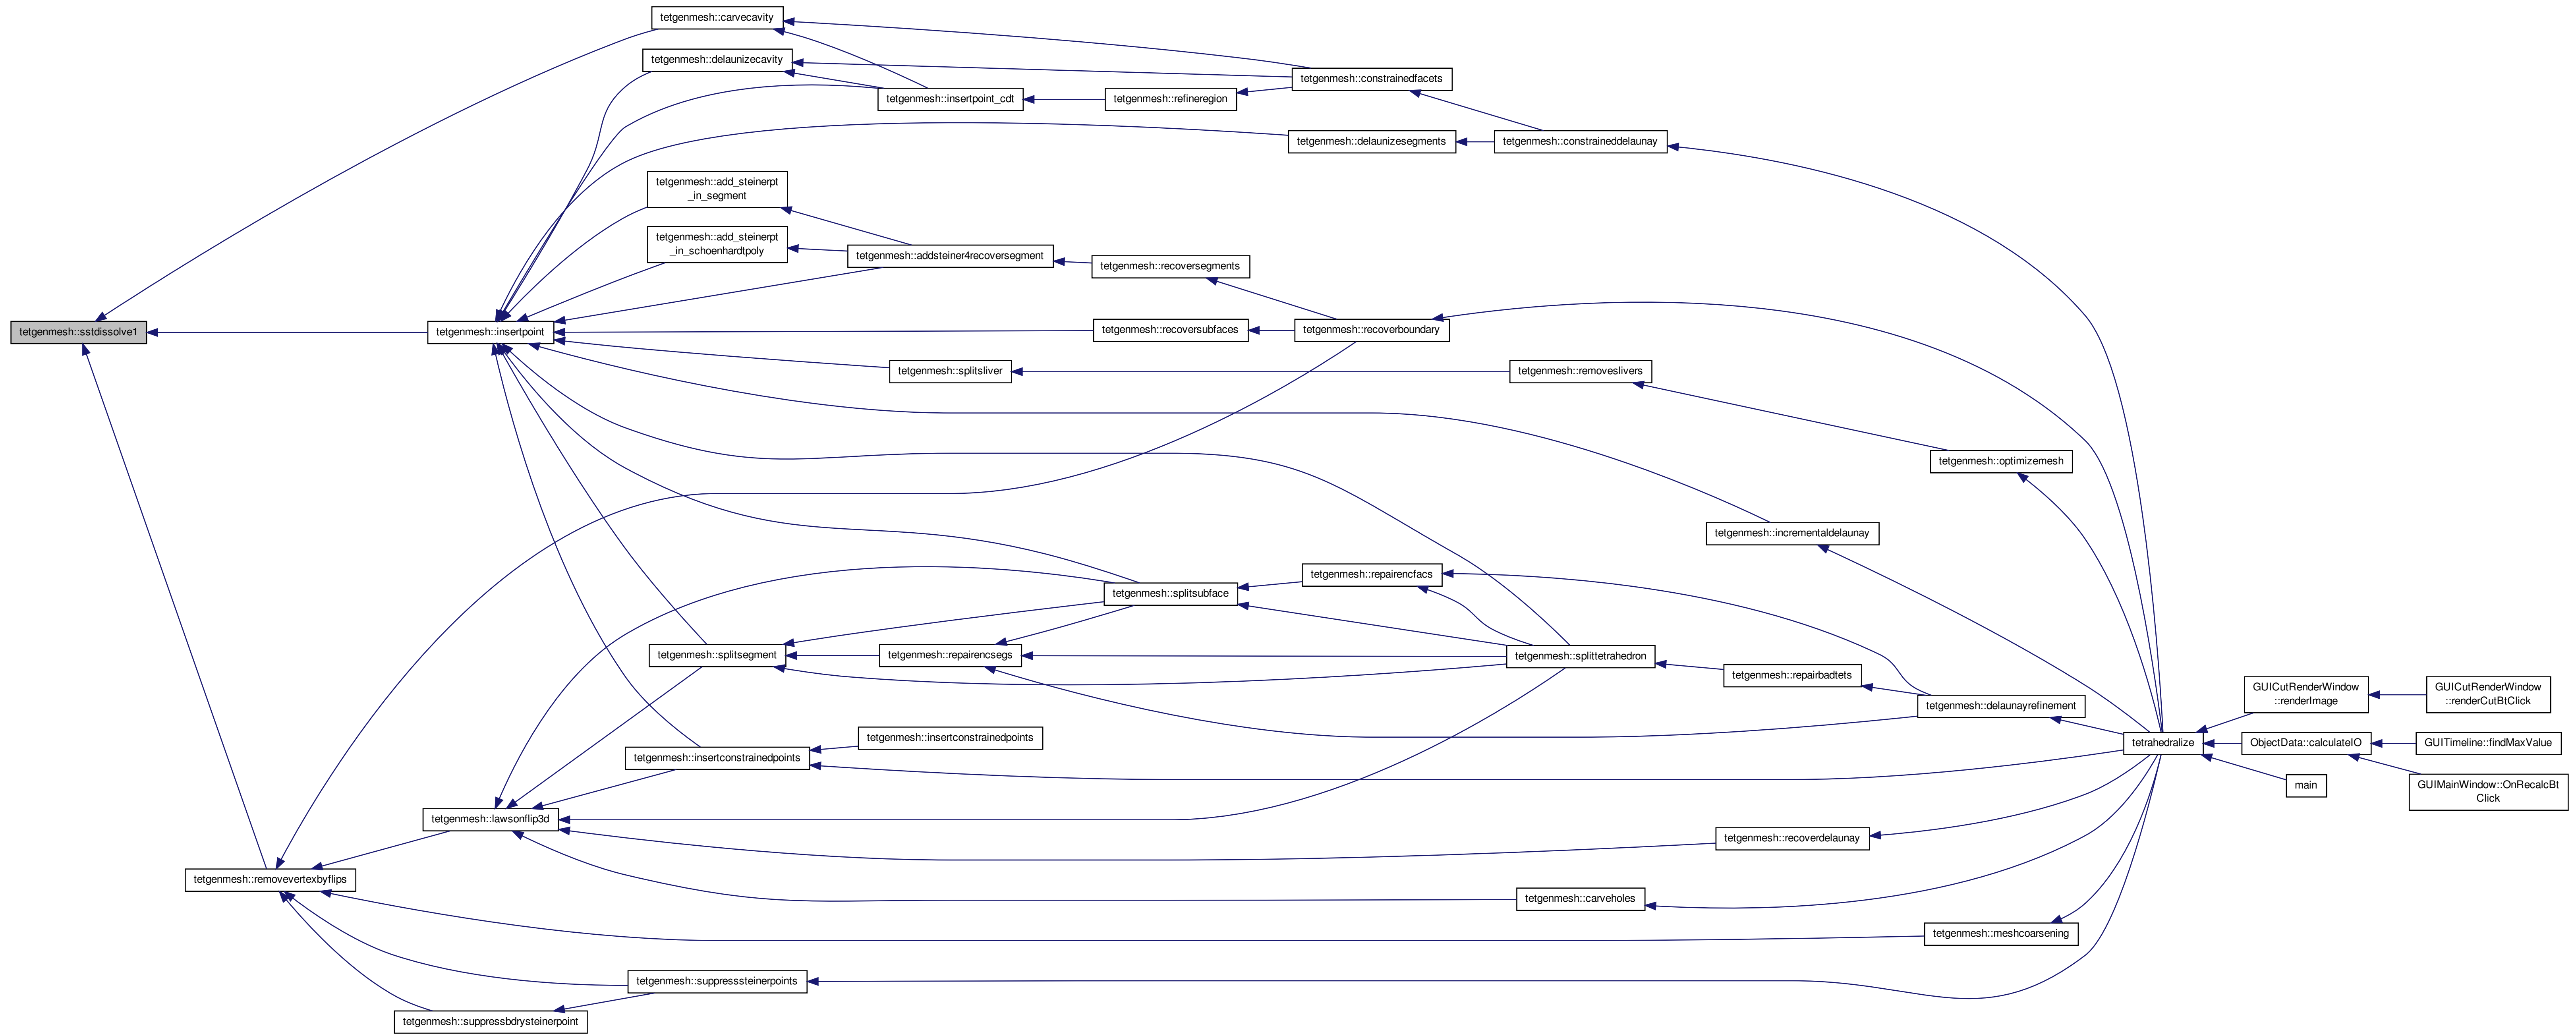 tetgenmesh::carvecavity
tetgenmesh::delaunizecavity
tetgenmesh::constrainedfacets
tetgenmesh::insertpoint_cdt
tetgenmesh::refineregion
tetgenmesh::delaunizesegments
tetgenmesh::constraineddelaunay
tetgenmesh::add_steinerpt
_in_segment
tetgenmesh::add_steinerpt
_in_schoenhardtpoly
tetgenmesh::addsteiner4recoversegment
tetgenmesh::recoversegments
tetgenmesh::sstdissolve1
tetgenmesh::insertpoint
tetgenmesh::recoversubfaces
tetgenmesh::recoverboundary
tetgenmesh::splitsliver
tetgenmesh::removeslivers
tetgenmesh::optimizemesh
tetgenmesh::incrementaldelaunay
tetgenmesh::repairencfacs
tetgenmesh::splitsubface
tetgenmesh::splitsegment
tetgenmesh::repairencsegs
tetgenmesh::splittetrahedron
tetgenmesh::repairbadtets
tetgenmesh::delaunayrefinement
GUICutRenderWindow
::renderImage
GUICutRenderWindow
::renderCutBtClick
tetgenmesh::insertconstrainedpoints
tetgenmesh::insertconstrainedpoints
tetrahedralize
ObjectData::calculateIO
GUITimeline::findMaxValue
main
GUIMainWindow::OnRecalcBt
Click
tetgenmesh::lawsonflip3d
tetgenmesh::recoverdelaunay
tetgenmesh::removevertexbyflips
tetgenmesh::carveholes
tetgenmesh::meshcoarsening
tetgenmesh::suppresssteinerpoints
tetgenmesh::suppressbdrysteinerpoint